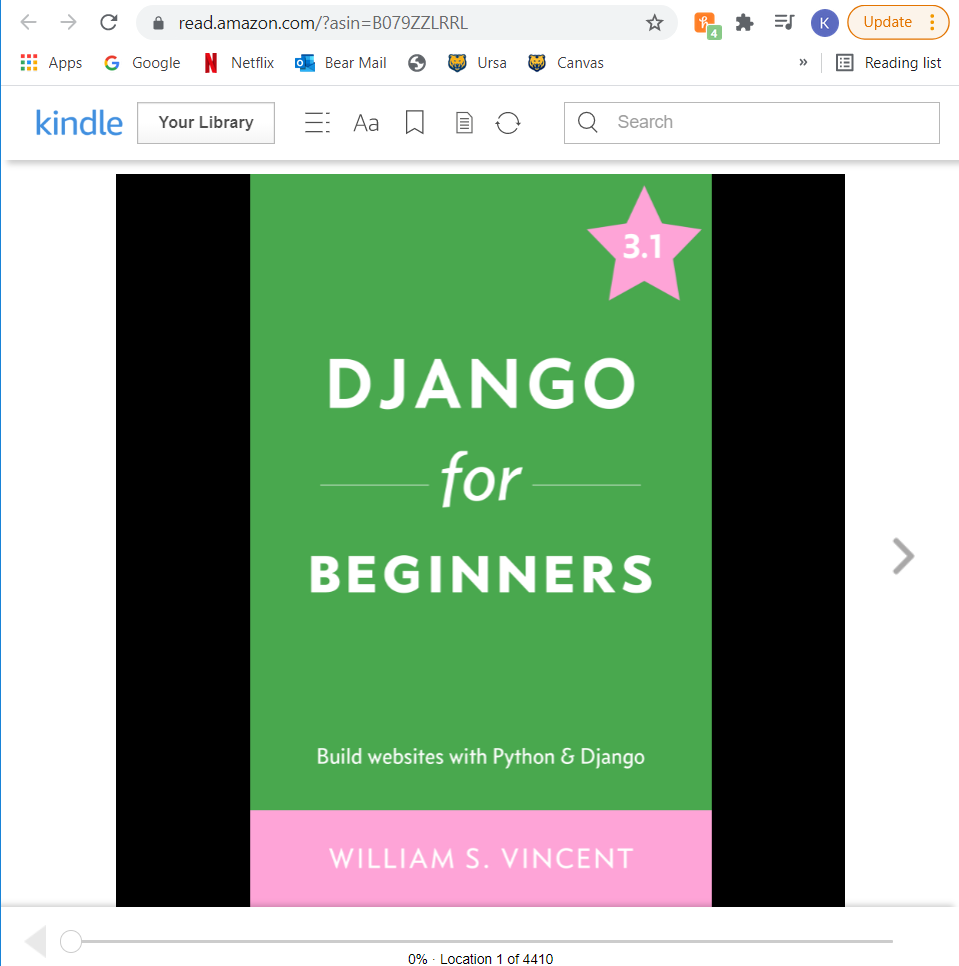 read.amazon.com/?asin=B079ZZLRRL
4
K
Update
Apps
Google
Netflix
Bear Mail
Ursa
Canvas
»
Reading list
kindle
Your Library
Aa
Search
3.1
DJANGO
for
BEGINNERS
Build websites with Python & Django
WILLIAM S. VINCENT
0% · Location 1 of 4410